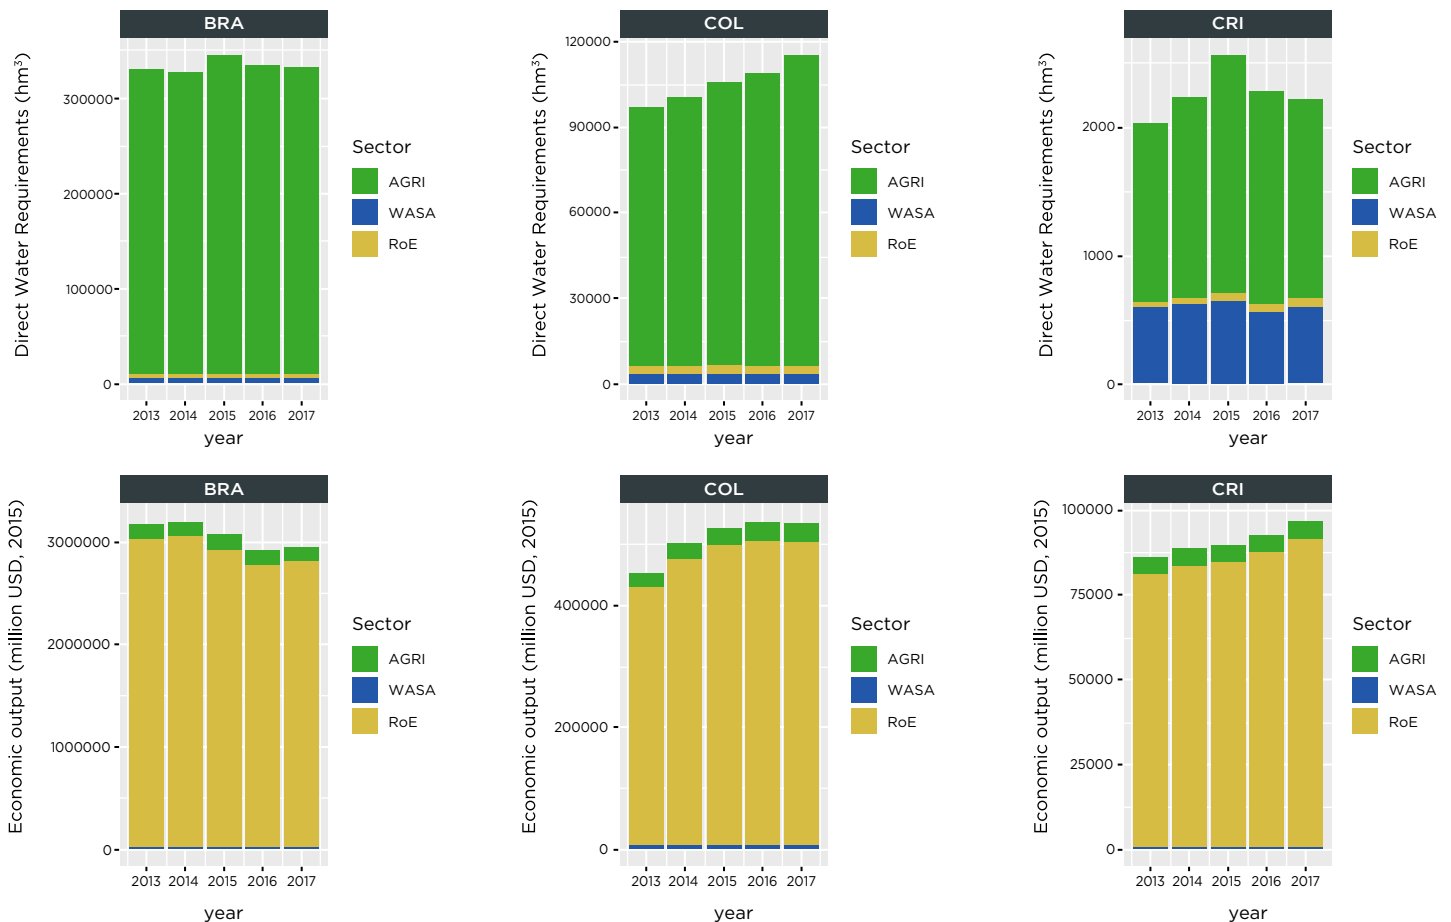 BRA
Direct Water Requirements (hm³)
300000
200000
100000
0
2013 2014 2015 2016 2017
year
Sector
AGRI
WASA
RoE
COL
Direct Water Requirements (hm³)
120000
90000
60000
30000
0
2013 2014 2015 2016 2017
year
Sector
AGRI
WASA
RoE
CRI
Direct Water Requirements (hm³)
2000
1000
0
2013 2014 2015 2016 2017
year
Sector
AGRI
WASA
RoE
BRA
Economic output (million USD, 2015)
3000000
2000000
1000000
0
2013 2014 2015 2016 2017
year
Sector
AGRI
WASA
RoE
COL
Economic output (million USD, 2015)
400000
200000
0
2013 2014 2015 2016 2017
year
Sector
AGRI
WASA
RoE
CRI
Economic output (million USD, 2015)
100000
75000
50000
25000
0
2013 2014 2015 2016 2017
year
Sector
AGRI
WASA
RoE